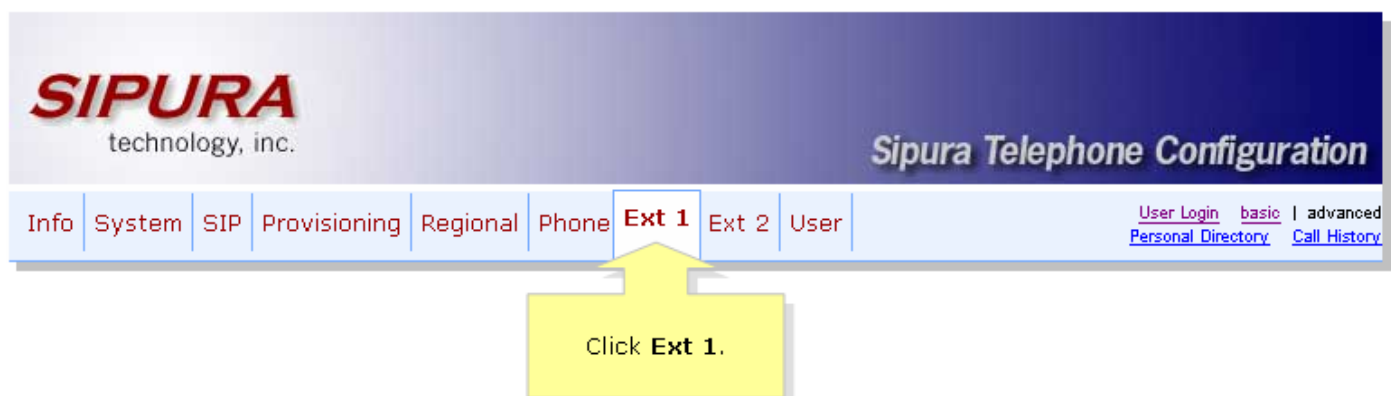 SIPURA
technology, inc.
Sipura Telephone Configuration
Info System SIP Provisioning Regional Phone Ext 1 Ext 2 User
User Login basic | advanced
Personal Directory Call History
Click Ext 1.